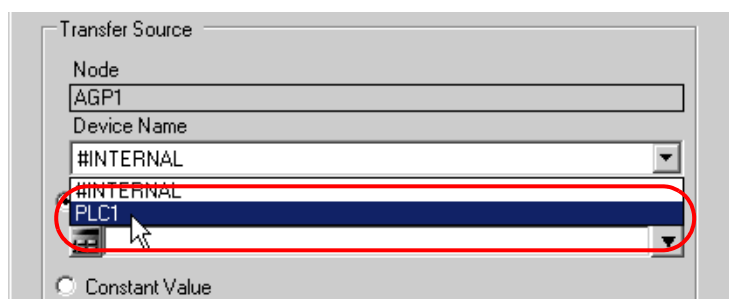 Transfer Source
Node
AGP1
Device Name
#INTERNAL
#INTERNAL
PLC1
Constant Value